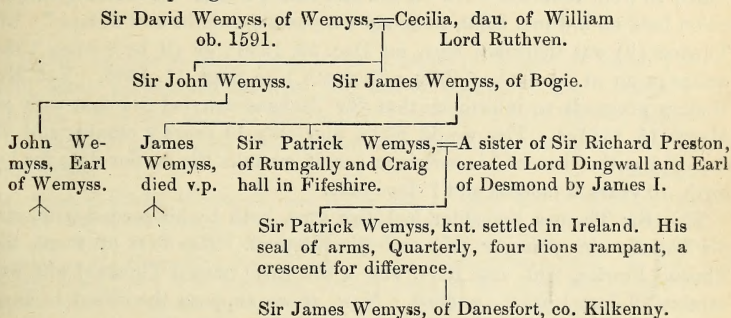 Sir David Wemyss, of Wemyss,=Cecilia, dau. of William
ob. 1591. Lord Ruthven.
Sir John Wemyss. Sir James Wemyss, of Bogie.
John We-
myss, Earl
of Wemyss.
James
Wemyss,
died v.p.
Sir Patrick Wemyss,=
of Rumgally and Craig
hall in Fifeshire.
A sister of Sir Richard Preston,
created Lord Dingwall and Earl
of Desmond by James I.
Sir Patrick Wemyss, knt. settled in Ireland. His
seal of arms, Quarterly, four lions rampant, a
crescent for difference.
Sir James Wemyss, of Danesfort, co. Kilkenny.